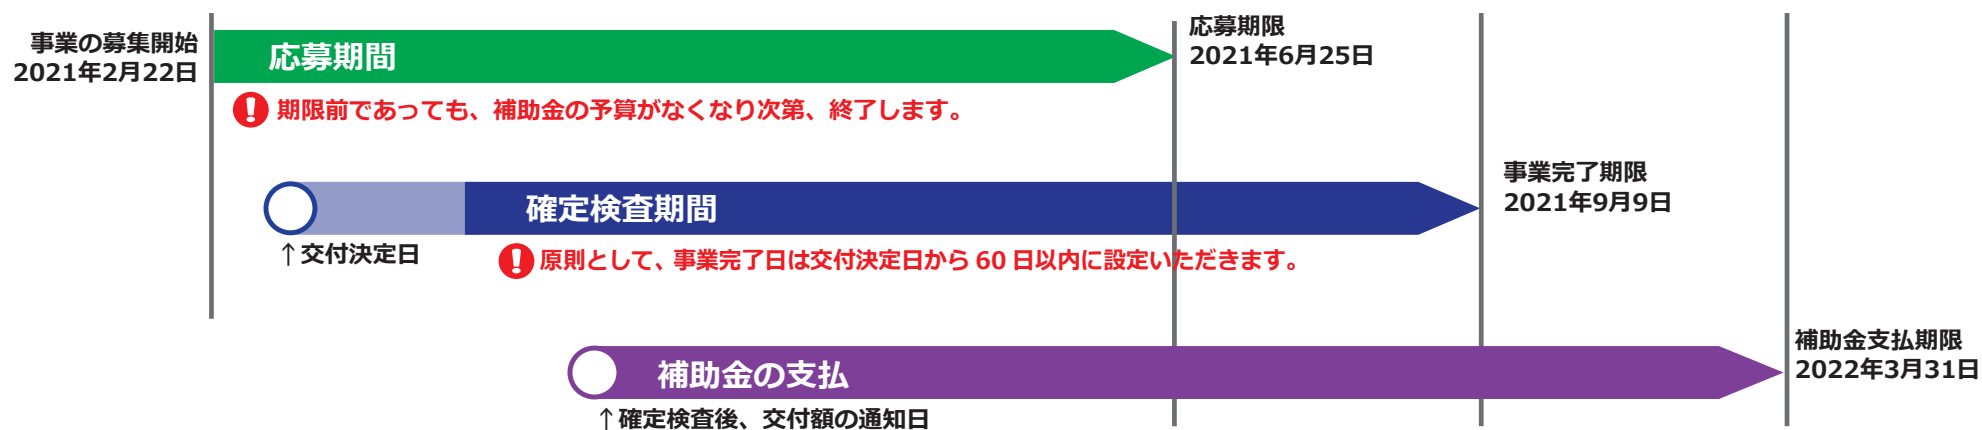 事業の募集開始
2021年2月22日
応募期間
応募期限
2021年6月25日
! 期限前であっても、補助金の予算がなくなり次第、終了します。
確定検査期間
事業完了期限
2021年9月9日
↑交付決定日
! 原則として、事業完了日は交付決定日から 60 日以内に設定いただきます。
補助金の支払
補助金支払期限
2022年3月31日
↑確定検査後、交付額の通知日